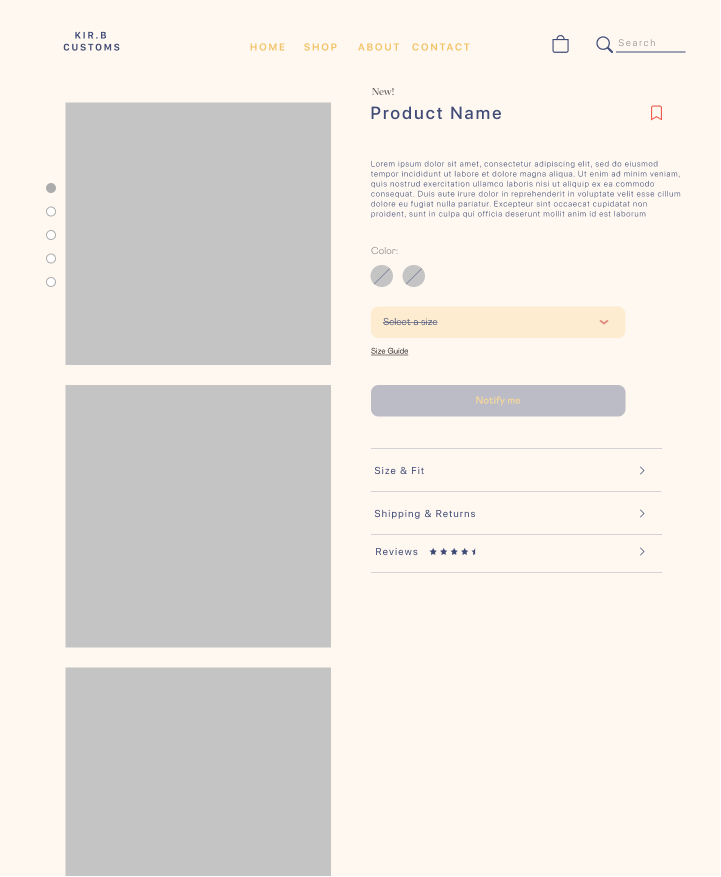 KIR.B
CUSTOMS
HOME SHOP ABOUT CONTACT
Search
New!
Product Name
Lorem ipsum dolor sit amet, consectetur adipiscing elit, sed do eiusmod
tempor incididunt ut labore et dolore magna aliqua. Ut enim ad minim veniam,
quis nostrud exercitation ullamco laboris nisi ut aliquip ex ea commodo
consequat. Duis aute irure dolor in reprehenderit in voluptate velit esse cillum
dolore eu fugiat nulla pariatur. Excepteur sint occaecat cupidatat non
proident, sunt in culpa qui officia deserunt mollit anim id est laborum
Color:
Select a size
Size Guide
Notify me
Size & Fit
Shipping & Returns
Reviews